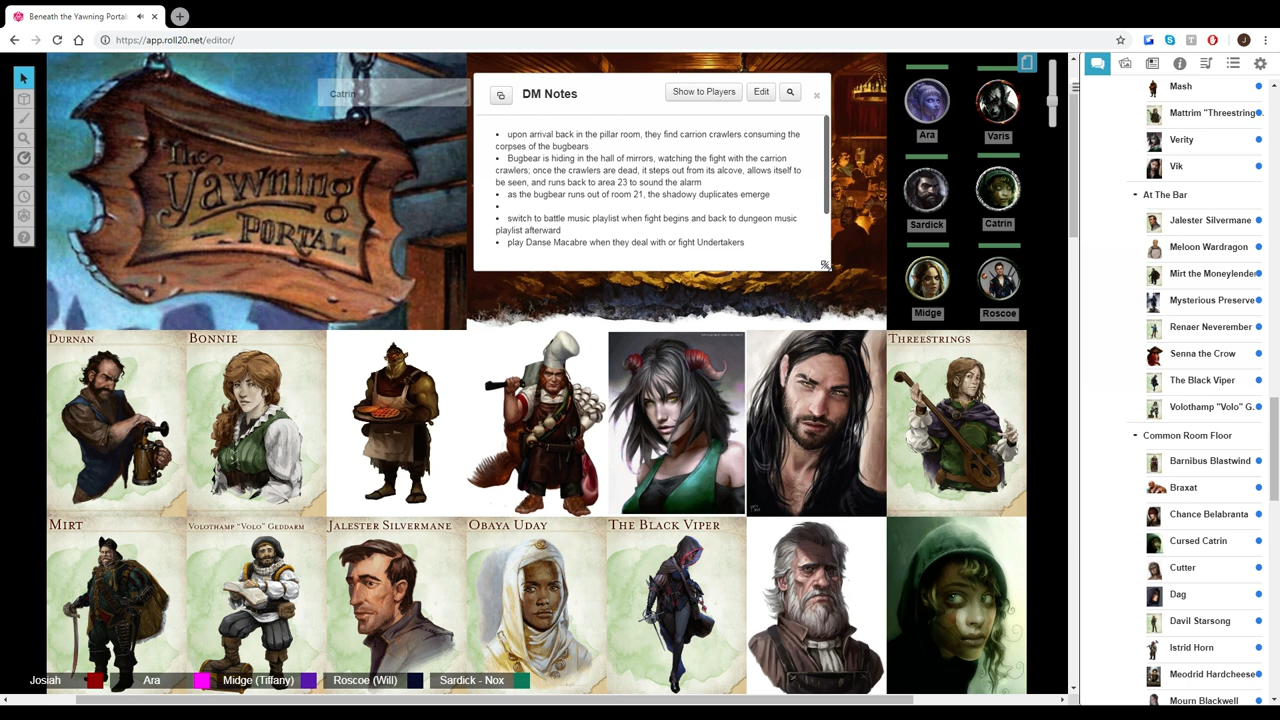 Beneath the Yawning Portal
https://app.roll20.net/editor/
J
The
Yawning
PORTAL
Catrin
DM Notes
Show to Players
Edit
upon arrival back in the pillar room, they find carrion crawlers consuming the
corpses of the bugbears
Bugbear is hiding in the hall of mirrors, watching the fight with the carrion
crawlers; once the crawlers are dead, it steps out from its alcove, allows itself to
be seen, and runs back to area 23 to sound the alarm
as the bugbear runs out of room 21, the shadowy duplicates emerge
switch to battle music playlist when fight begins and back to dungeon music
playlist afterward
play Danse Macabre when they deal with or fight Undertakers
Ara
Varis
Sardick
Catrin
Midge
Roscoe
DURNAN
BONNIE
THREESTRINGS
MIRT
VOLOTHAMP "VOLO" GEDDARM
JALESTER SILVERMANE
OBAYA UDAY
THE BLACK VIPER
Josiah
Ara
Midge (Tiffany)
Roscoe (Will)
Sardick - Nox
Mash
Mattrim "Threestring...
Verity
Vik
At The Bar
Jalester Silvermane
Meloon Wardragon
Mirt the Moneylender
Mysterious Preserve
Renaer Neverember
Senna the Crow
The Black Viper
Volothamp "Volo" G...
Common Room Floor
Barnibus Blastwind
Braxat
Chance Belabranta
Cursed Catrin
Cutter
Dag
Davil Starsong
Istrid Horn
Meodrid Hardcheese
Mourn Blackwell